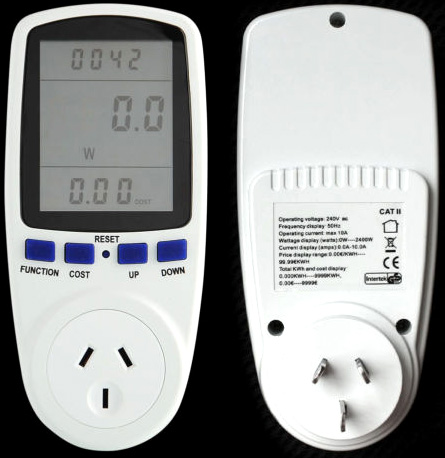 0042
0.0
W
0.00 COST
RESET
FUNCTION COST UP DOWN
CAT II
Operating voltage: 240V ac
Frequency display: 50Hz
Operating current: max 10A
Wattage display (watts):0W----2400W
Current display (amps):0.0A-10.0A
Price display range:0.00€/KWH----
99.99€KWH
Total KWH and cost display
0.000KWH----9999KWH,
0.00€----9999€
CE
Intertek GS